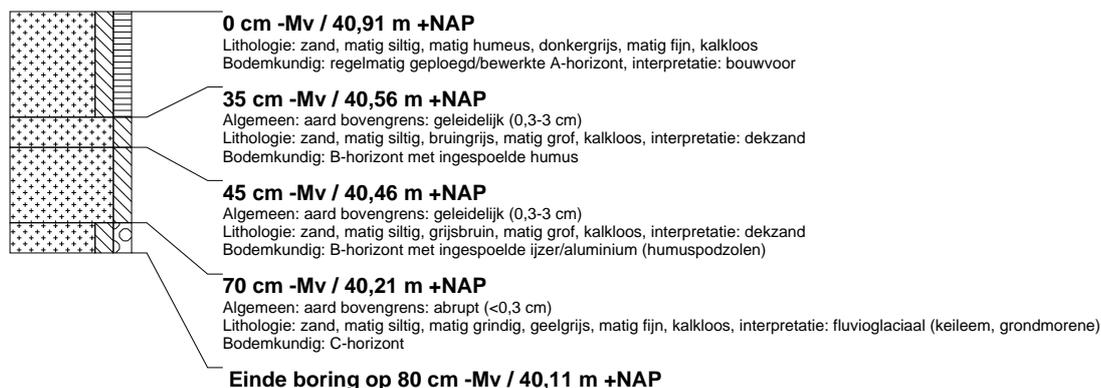 0 cm -Mv / 40,91 m +NAP
Lithologie: zand, matig siltig, matig humeus, donkergrijs, matig fijn, kalkloos
Bodemkundig: regelmatig geploegd/bewerkte A-horizont, interpretatie: bouwvoor
35 cm -Mv / 40,56 m +NAP
Algemeen: aard bovengrens: geleidelijk (0,3-3 cm)
Lithologie: zand, matig siltig, bruingrijs, matig grof, kalkloos, interpretatie: dekzand
Bodemkundig: B-horizont met ingespoelde humus
45 cm -Mv / 40,46 m +NAP
Algemeen: aard bovengrens: geleidelijk (0,3-3 cm)
Lithologie: zand, matig siltig, grijsbruin, matig grof, kalkloos, interpretatie: dekzand
Bodemkundig: B-horizont met ingespoelde ijzer/aluminium (humuspodzolen)
70 cm -Mv / 40,21 m +NAP
Algemeen: aard bovengrens: abrupt (<0,3 cm)
Lithologie: zand, matig siltig, matig grindig, geelgrijs, matig fijn, kalkloos, interpretatie: fluvioglaciaal (keileem, grondmorene)
Bodemkundig: C-horizont
Einde boring op 80 cm -Mv / 40,11 m +NAP